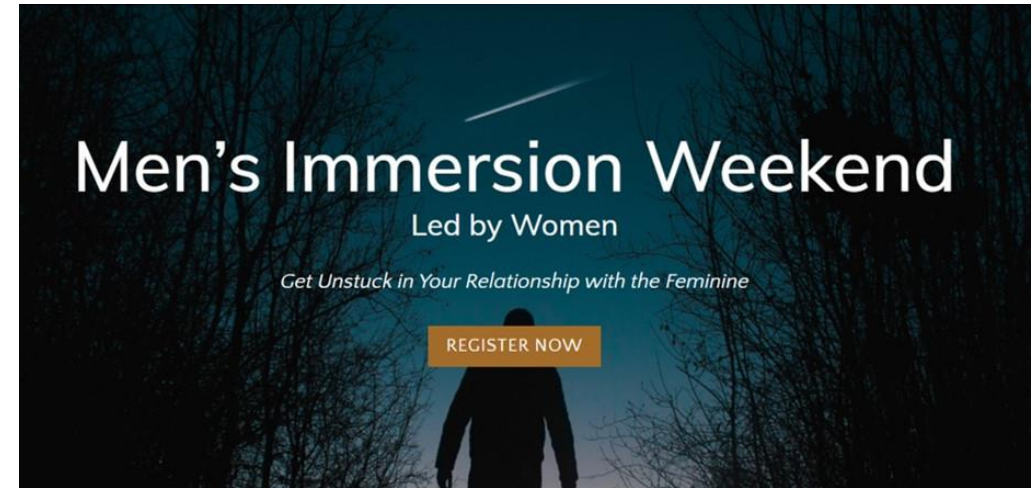 Men's Immersion Weekend
Led by Women
Get Unstuck in Your Relationship with the Feminine
REGISTER NOW